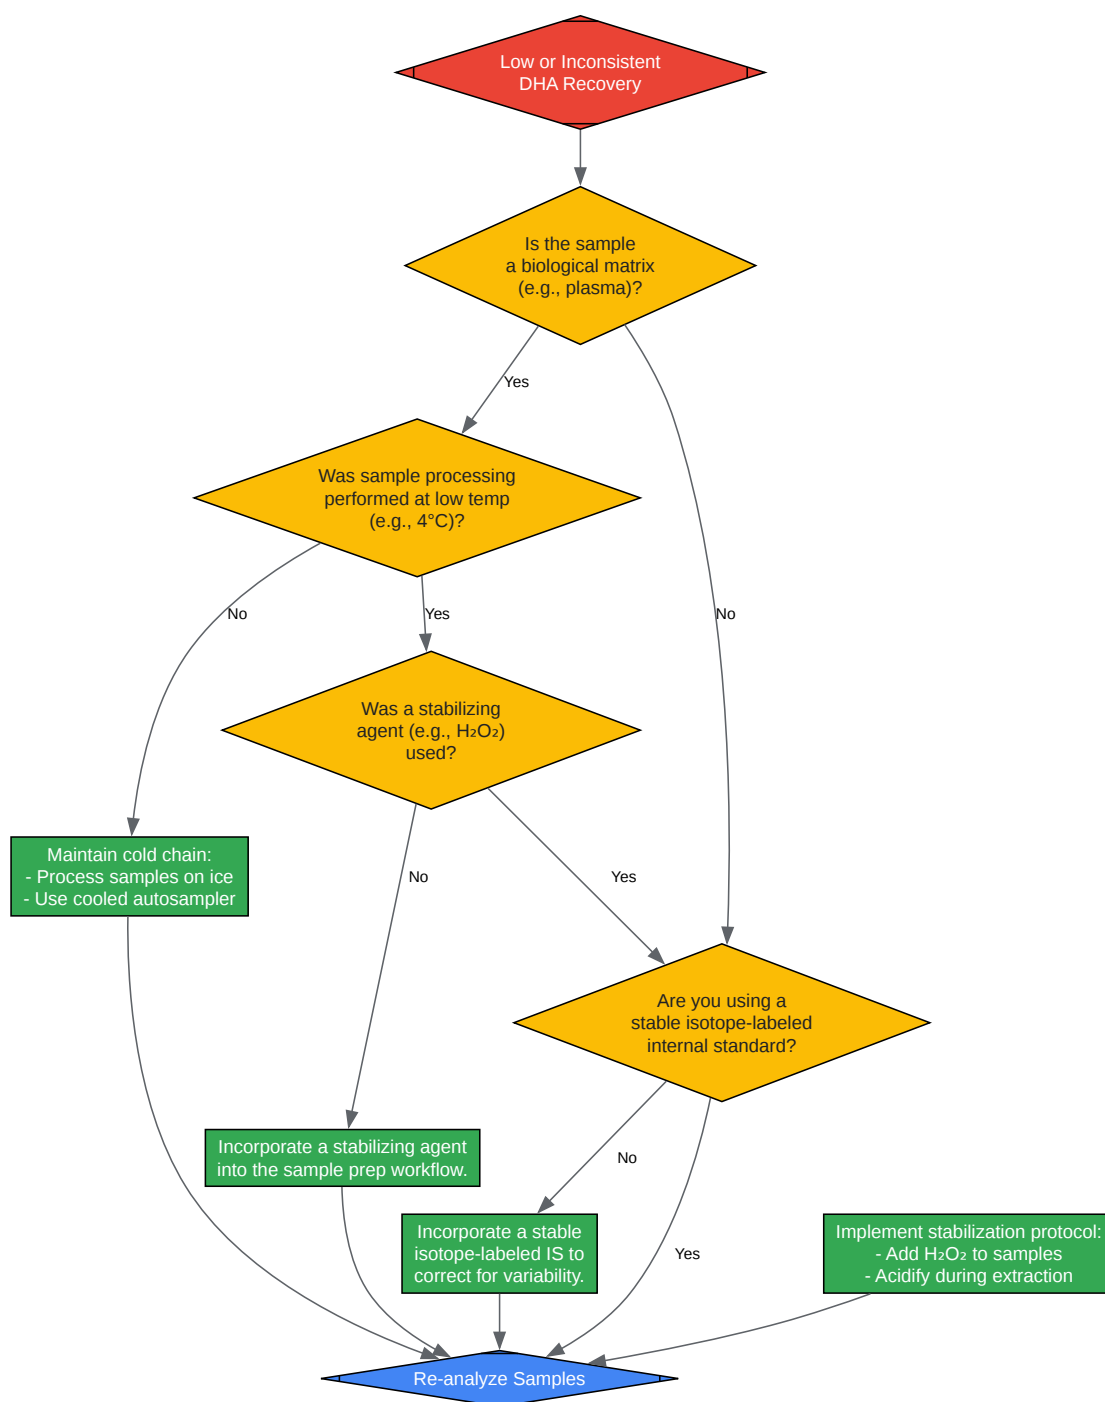 Low or Inconsistent
DHA Recovery
Is the sample
a biological matrix
(e.g., plasma)?
Yes
Was sample processing
performed at low temp
(e.g., 4°C)?
No
Yes
No
Was a stabilizing
agent (e.g., H₂O₂)
used?
Maintain cold chain:
- Process samples on ice
- Use cooled autosampler
No
Yes
Are you using a
stable isotope-labeled
internal standard?
Incorporate a stabilizing agent
into the sample prep workflow.
No
Yes
Incorporate a stable
isotope-labeled IS to
correct for variability.
Implement stabilization protocol:
- Add H₂O₂ to samples
- Acidify during extraction
Re-analyze Samples